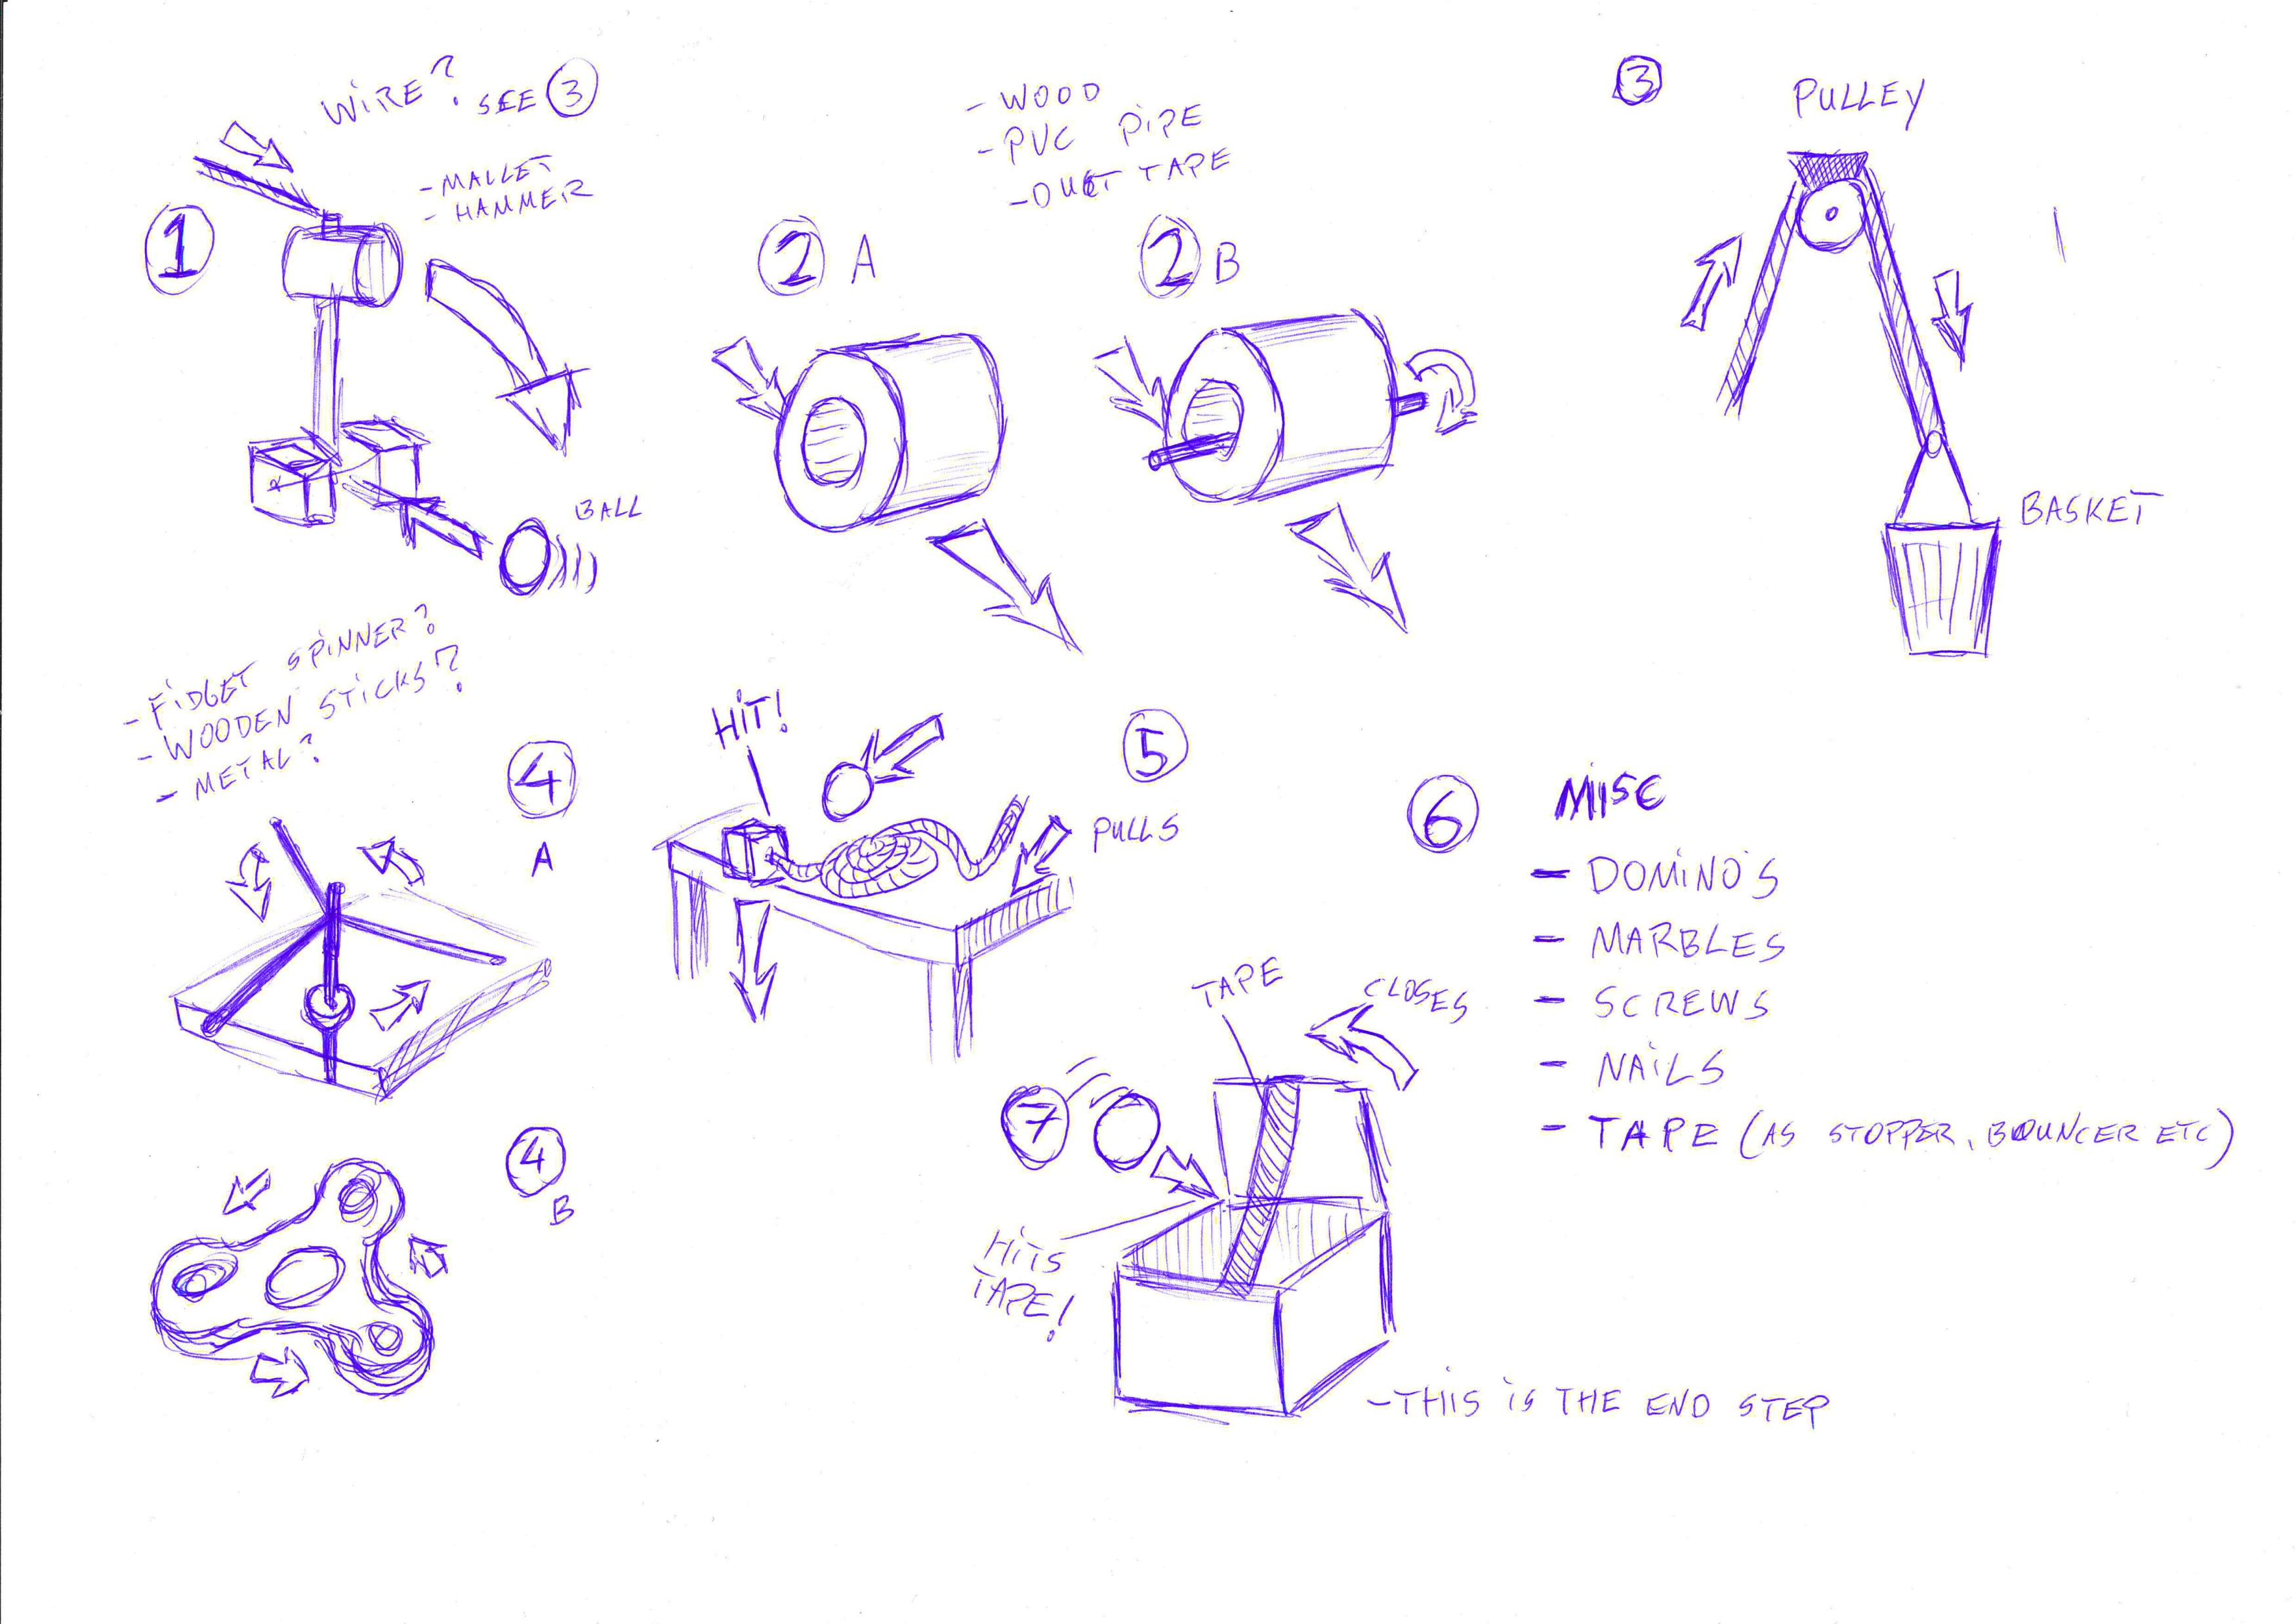 WIRE? SEE 3
- MALLET
- HAMMER
1
BALL
- WOOD
- PVC PIPE
- DUCT TAPE
2 A
2 B
3
PULLEY
BASKET
- FIDGET SPINNER?
- WOODEN STICKS?
- METAL?
4
A
4
B
HIT!
5
PULLS
6 MISC
- DOMINO'S
- MARBLES
- SCREWS
- NAILS
- TAPE (AS STOPPER, BOUNCER ETC)
TAPE
CLOSES
7
HITS
TAPE!
- THIS IS THE END STEP